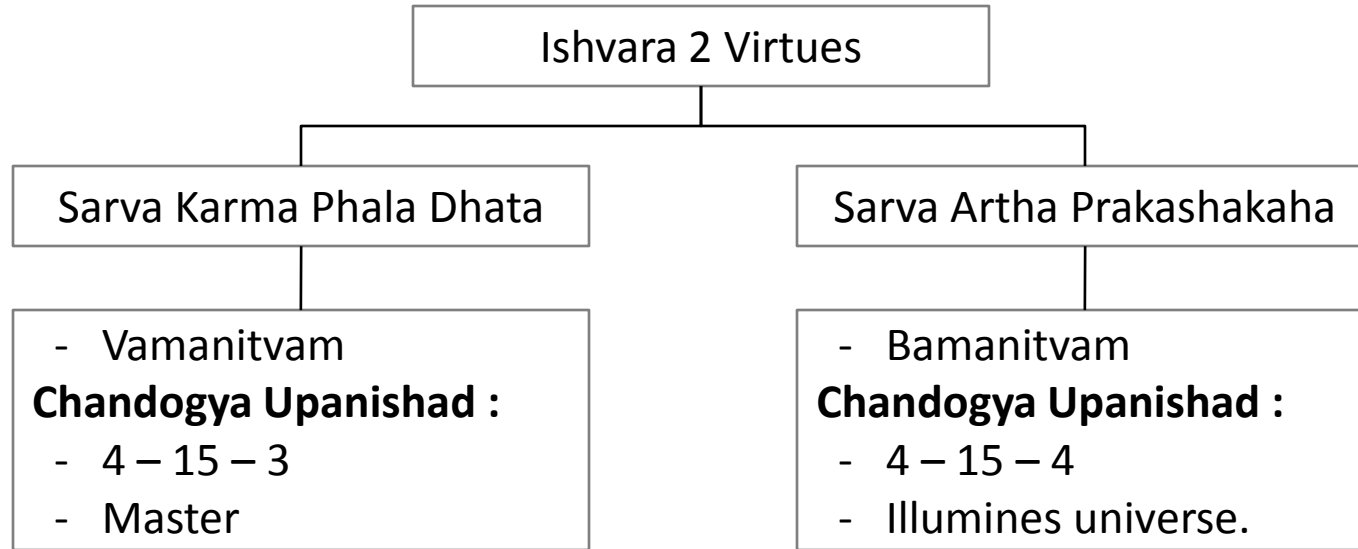 Ishvara 2 Virtues
Sarva Karma Phala Dhata
Sarva Artha Prakashakaha
- Vamanitvam
Chandogya Upanishad :
- 4 – 15 – 3
- Master
- Bamanitvam
Chandogya Upanishad :
- 4 – 15 – 4
- Illumines universe.